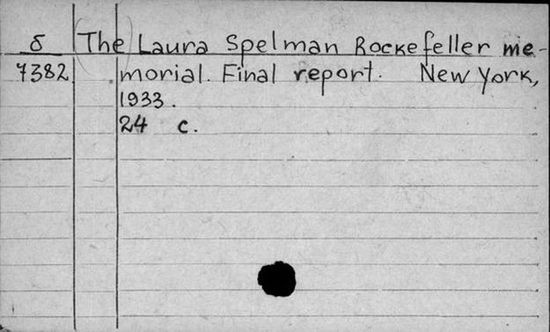 δ (The) Laura Spelman Rockefeller me-
7382 morial. Final report. New York,
1933.
24 c.